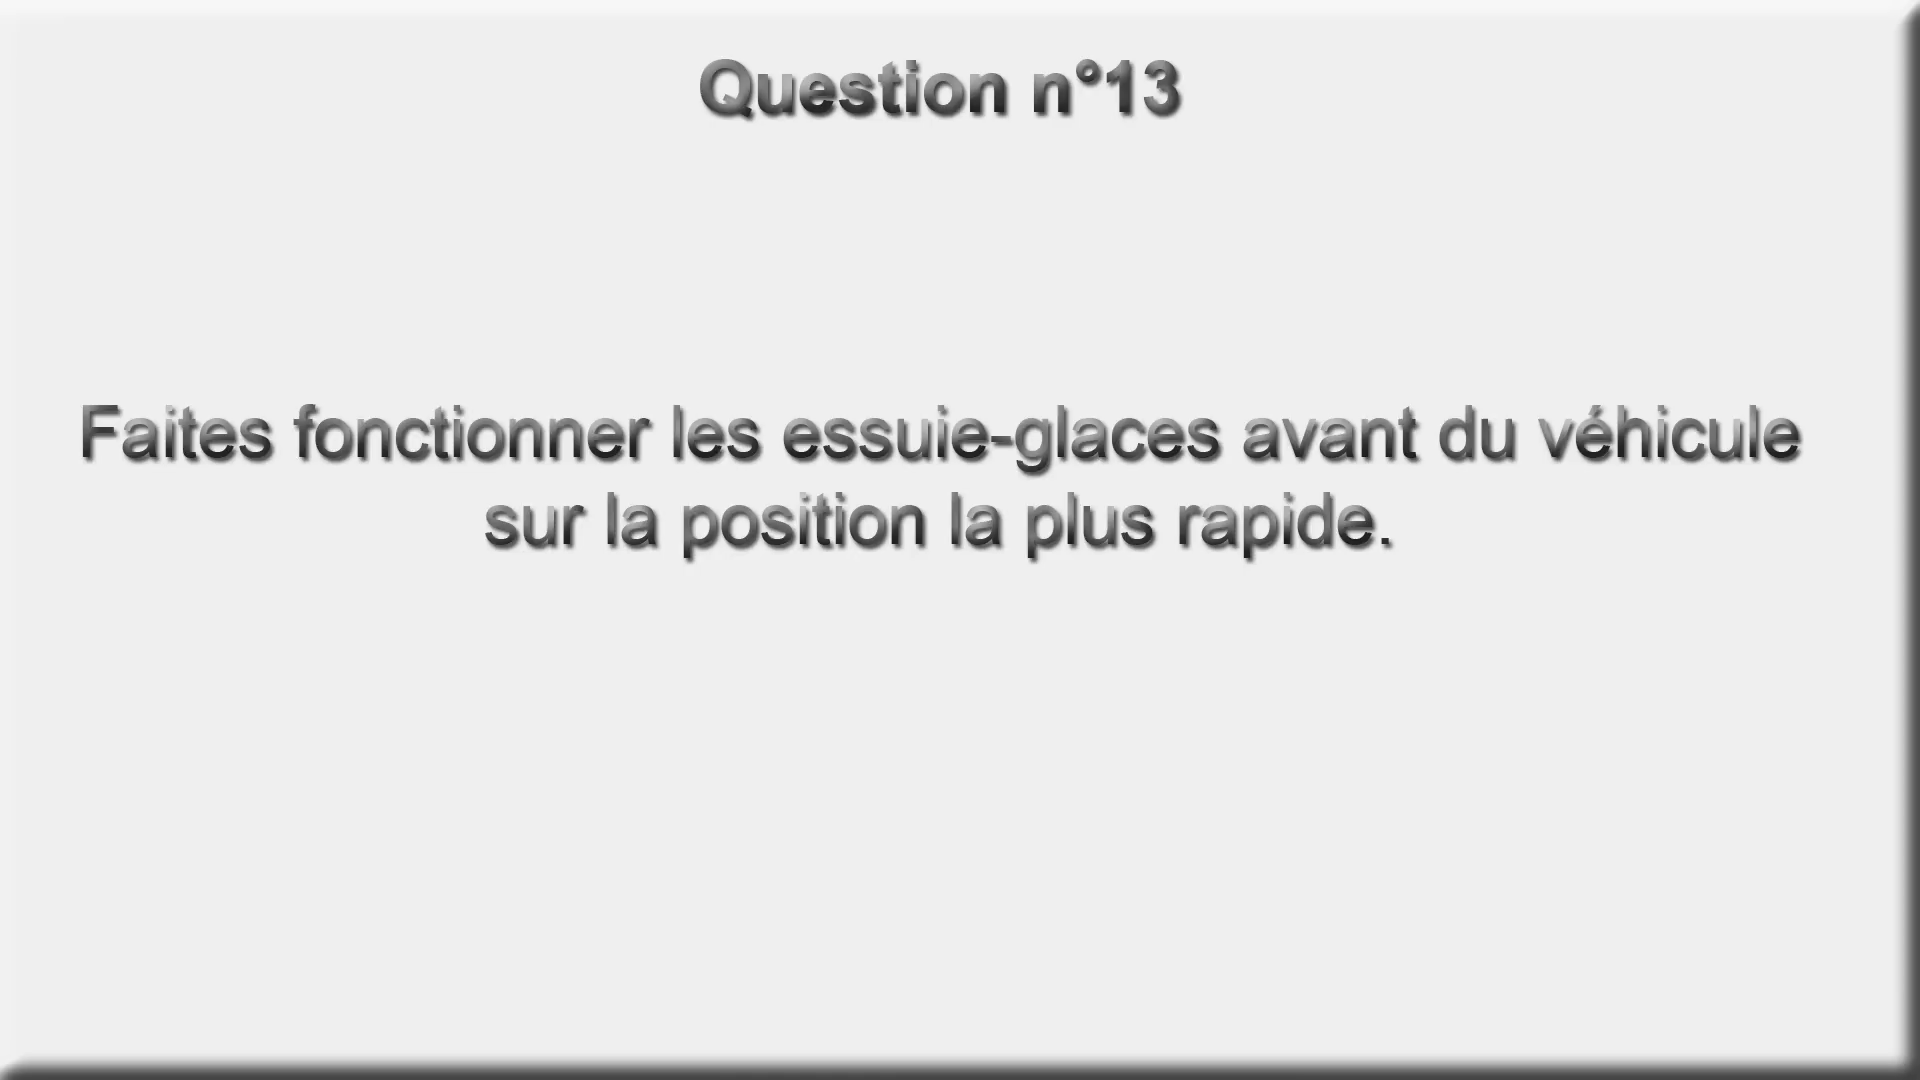 Question n°13
Faites fonctionner les essuie-glaces avant du véhicule
sur la position la plus rapide.